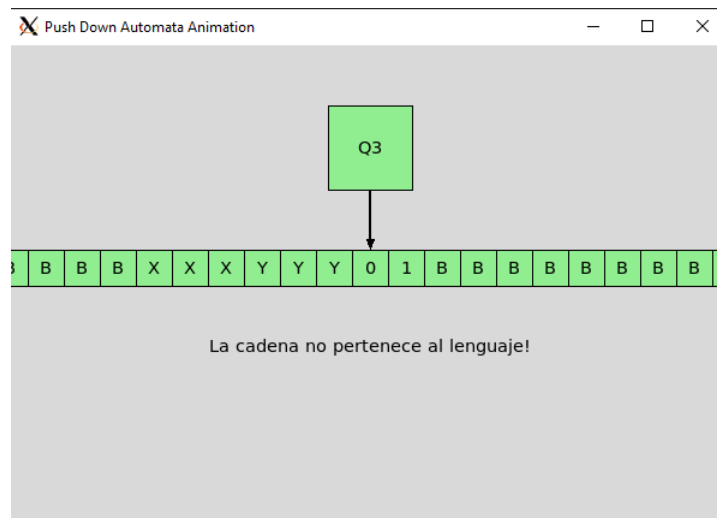 Push Down Automata Animation
Q3
B B B X X X Y Y Y 0 1 B B B B B B B B
La cadena no pertenece al lenguaje!